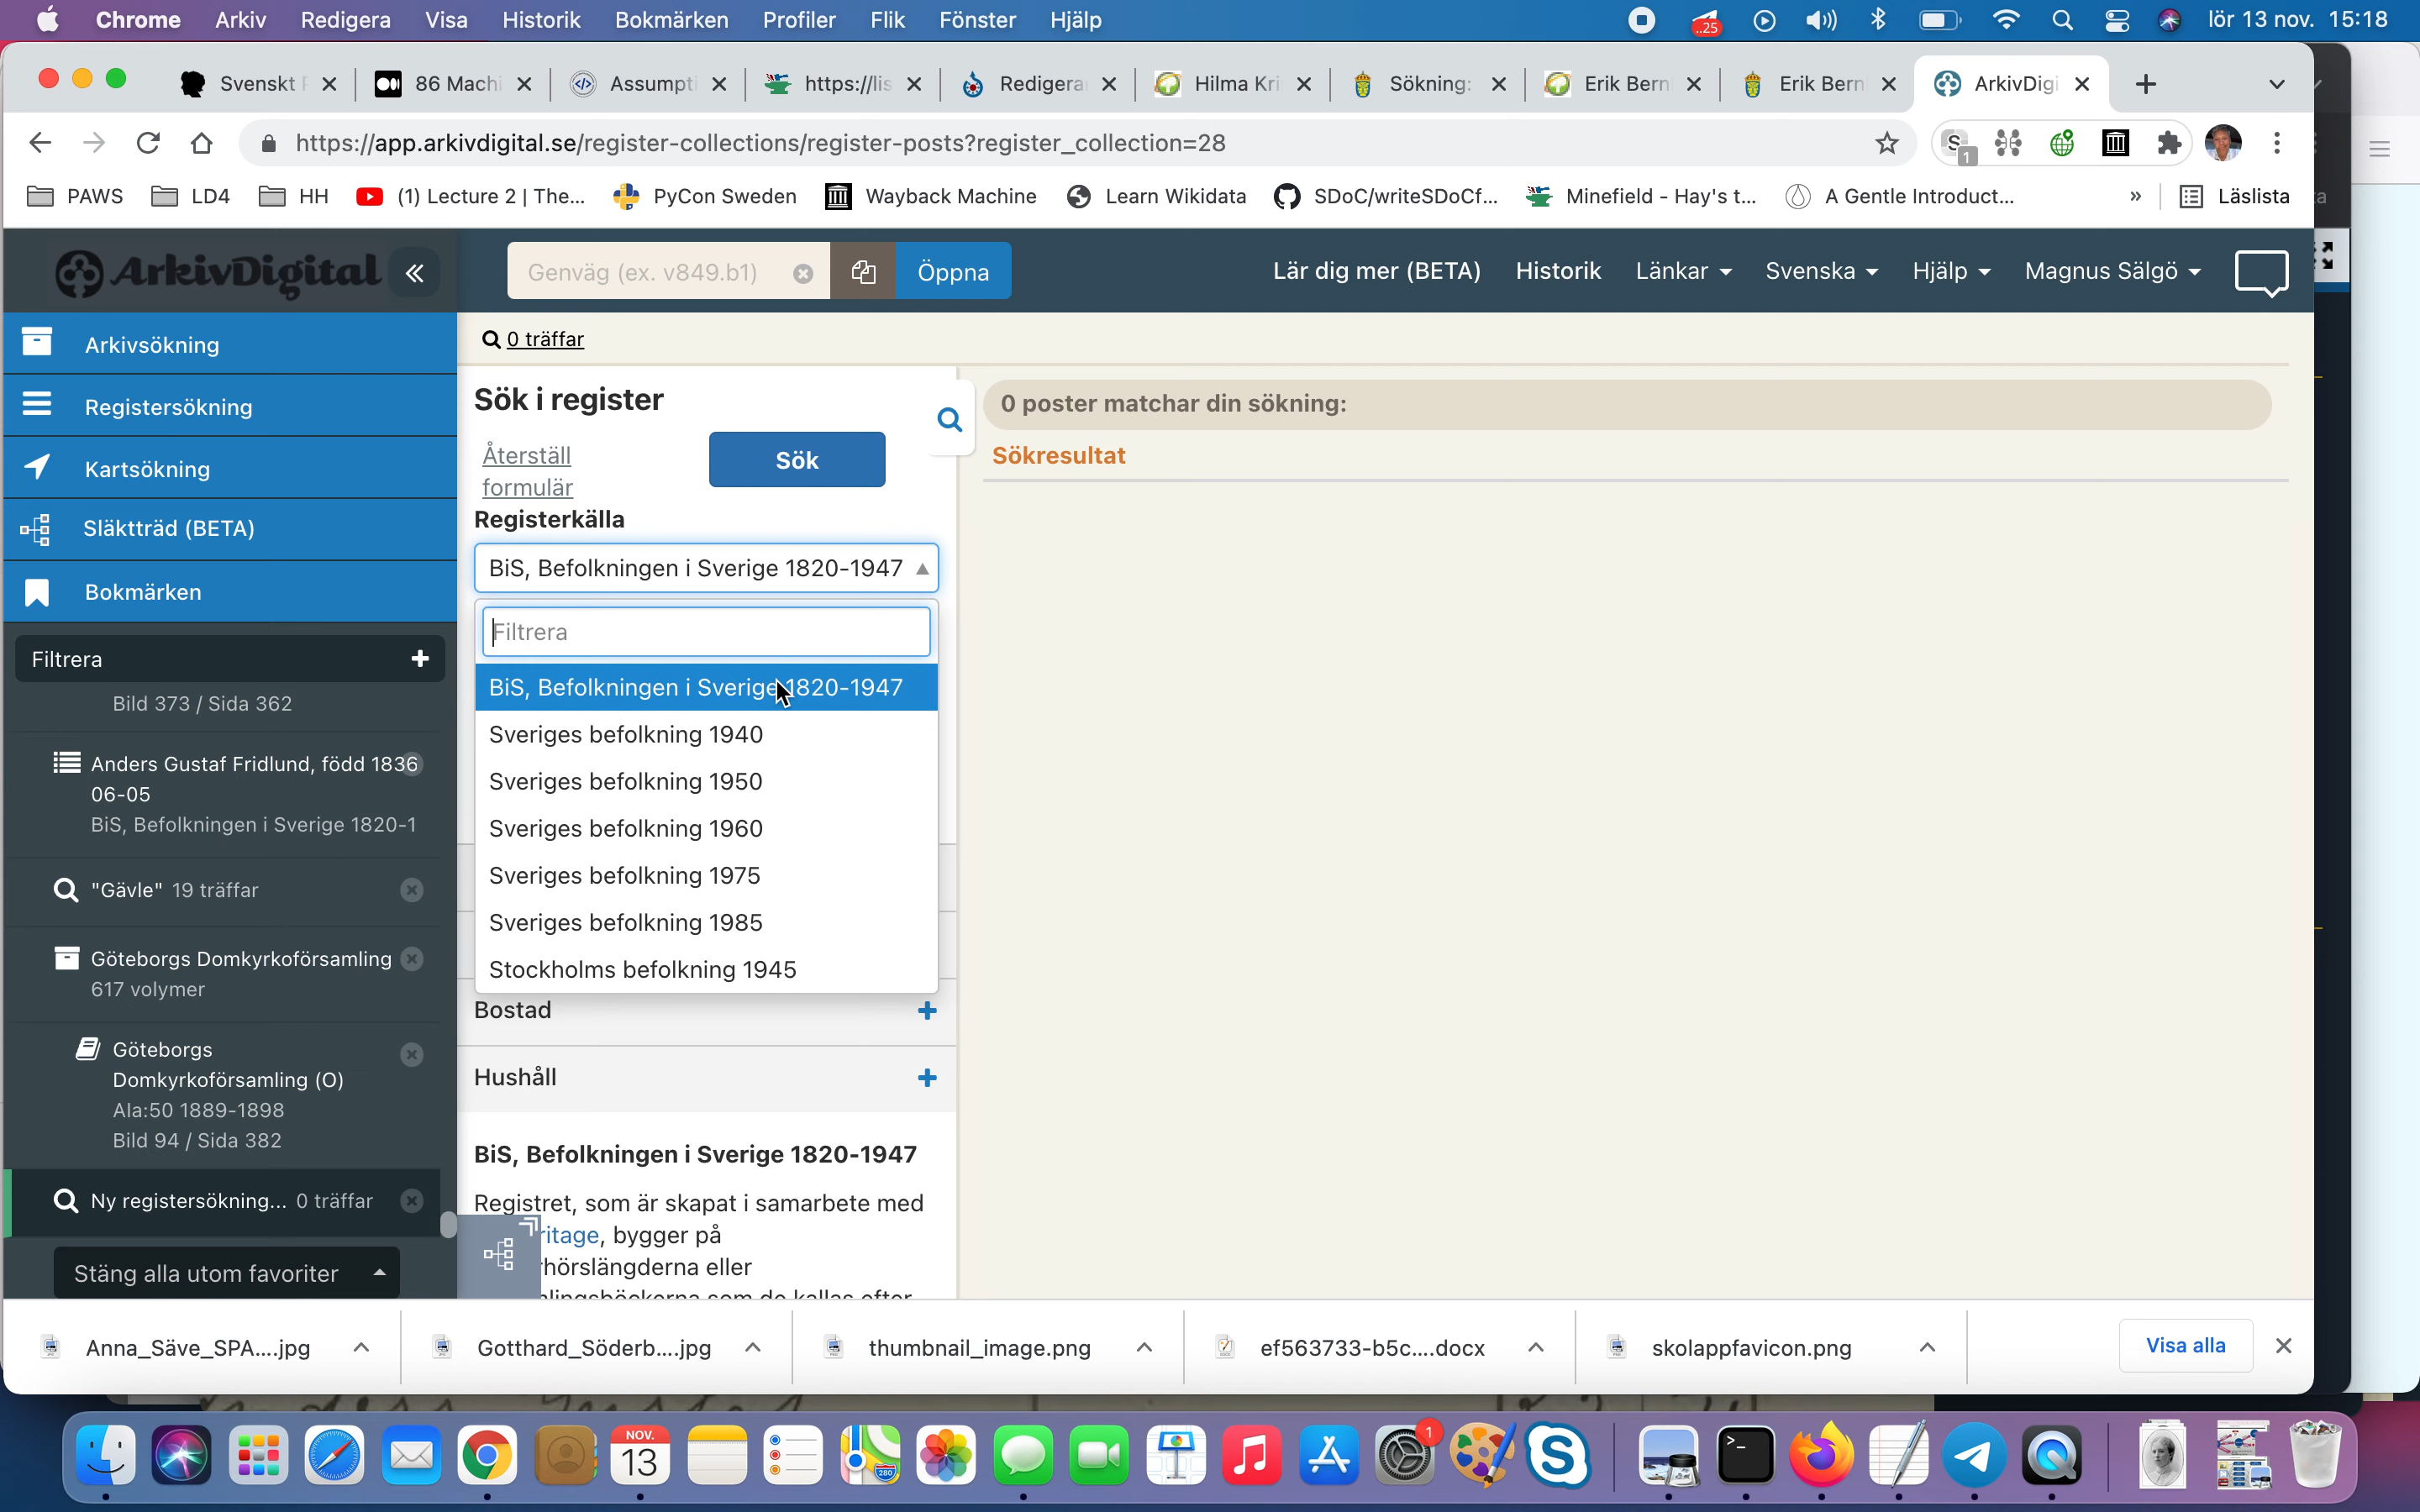 Chrome Arkiv Redigera Visa Historik Bokmärken Profiler Flik Fönster Hjälp ..25 lör 13 nov. 15:18
Svenskt 86 Machi Assumpti https://lis Redigera Hilma Kri Sökning: Erik Bern Erik Bern ArkivDigi
https://app.arkivdigital.se/register-collections/register-posts?register_collection=28 S 1
PAWS LD4 HH (1) Lecture 2 | The... PyCon Sweden Wayback Machine Learn Wikidata SDoC/writeSDoCf... Minefield - Hay's t... A Gentle Introduct... » Läslista
ArkivDigital «
Genväg (ex. v849.b1) Öppna Lär dig mer (BETA) Historik Länkar Svenska Hjälp Magnus Sälgö
Arkivsökning
Registersökning
Kartsökning
Släktträd (BETA)
Bokmärken
Filtrera +
Bild 373 / Sida 362
Anders Gustaf Fridlund, född 1836
06-05
BiS, Befolkningen i Sverige 1820-1
"Gävle" 19 träffar
Göteborgs Domkyrkoförsamling
617 volymer
Göteborgs
Domkyrkoförsamling (O)
AIa:50 1889-1898
Bild 94 / Sida 382
Ny registersökning... 0 träffar
Stäng alla utom favoriter
0 träffar
Sök i register
Återställ
formulär
Sök
Registerkälla
BiS, Befolkningen i Sverige 1820-1947
Filtrera
BiS, Befolkningen i Sverige 1820-1947
Sveriges befolkning 1940
Sveriges befolkning 1950
Sveriges befolkning 1960
Sveriges befolkning 1975
Sveriges befolkning 1985
Stockholms befolkning 1945
Bostad +
Hushåll +
BiS, Befolkningen i Sverige 1820-1947
Registret, som är skapat i samarbete med
ritage, bygger på
hörslängderna eller
0 poster matchar din sökning:
Sökresultat
Anna_Säve_SPA....jpg Gotthard_Söderb....jpg thumbnail_image.png ef563733-b5c....docx skolappfavicon.png Visa alla
NOV.
13
280
1